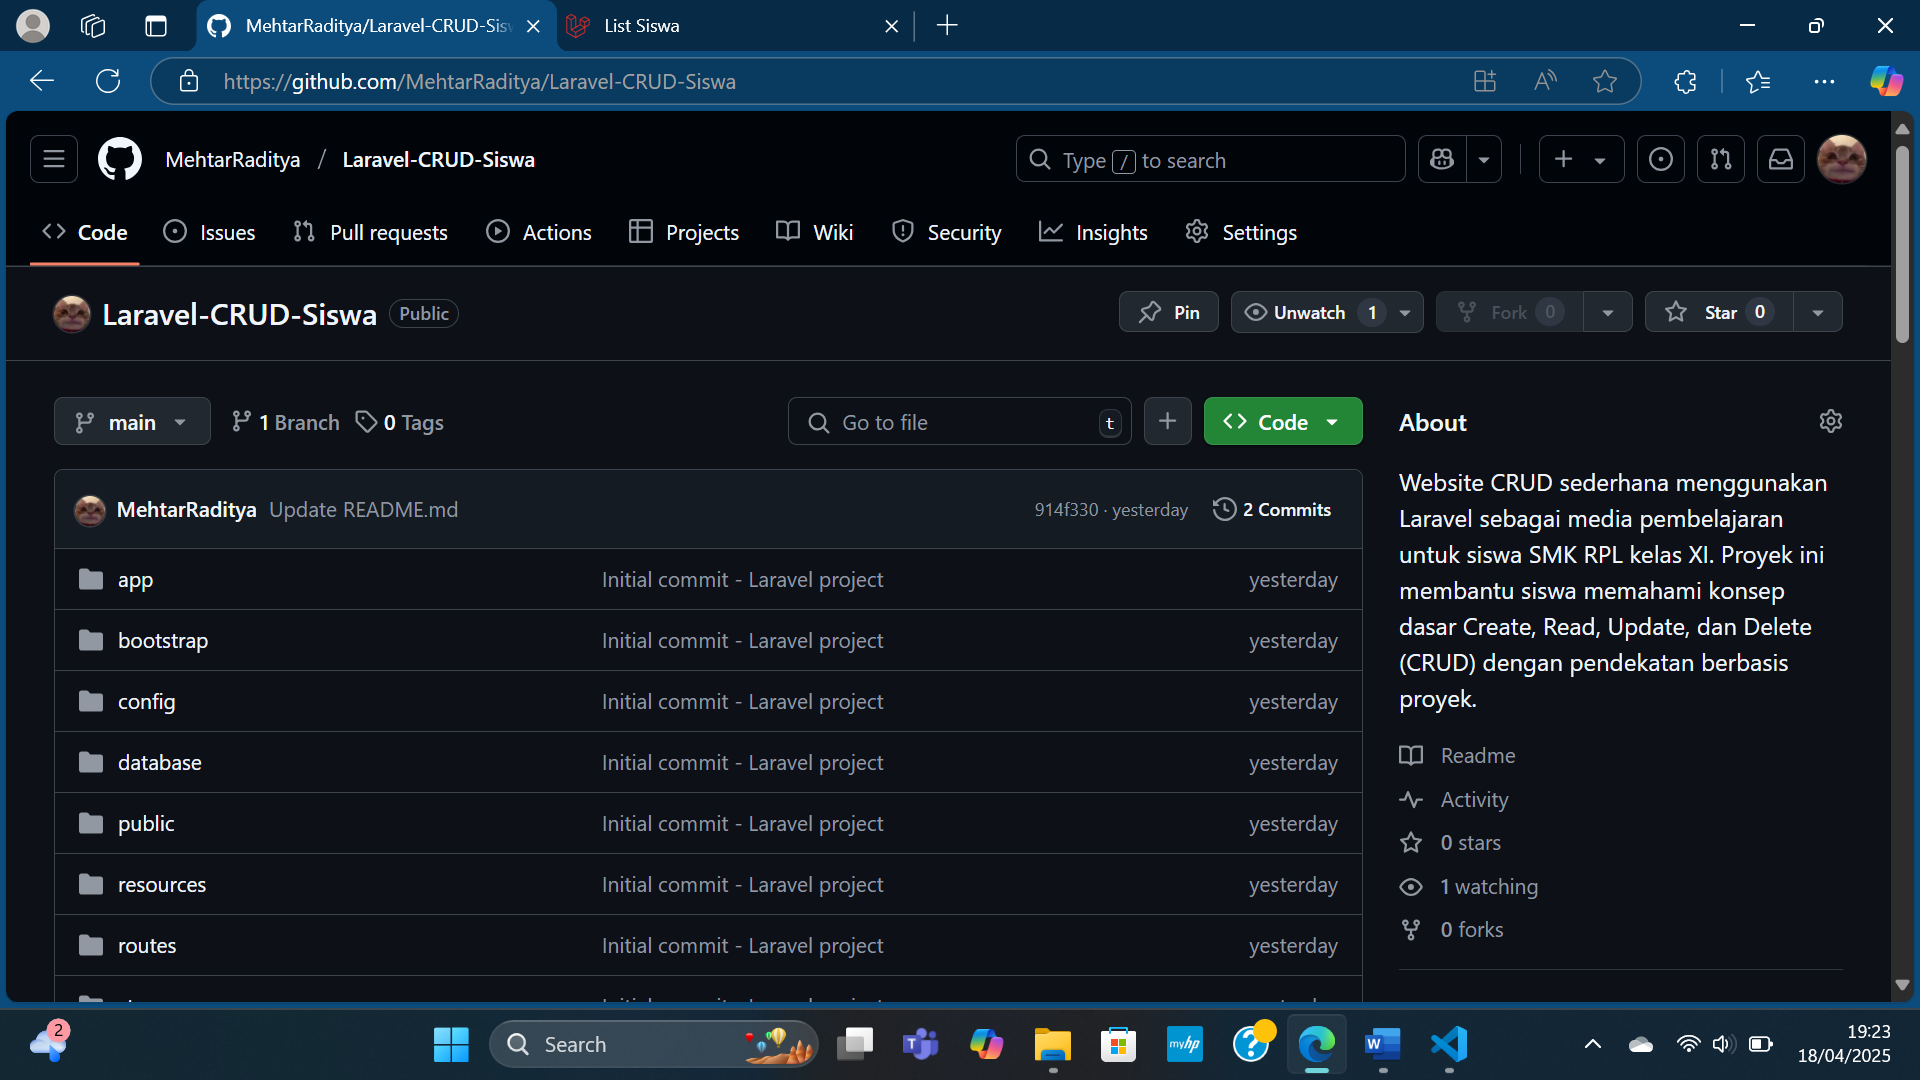 MehtarRaditya/Laravel-CRUD-Sis
List Siswa
https://github.com/MehtarRaditya/Laravel-CRUD-Siswa
MehtarRaditya / Laravel-CRUD-Siswa
Type / to search
Code
Issues
Pull requests
Actions
Projects
Wiki
Security
Insights
Settings
Laravel-CRUD-Siswa Public
Pin
Unwatch 1
Fork 0
Star 0
main
1 Branch
0 Tags
Go to file t
Code
MehtarRaditya Update README.md 914f330 · yesterday 2 Commits
app Initial commit - Laravel project yesterday
bootstrap Initial commit - Laravel project yesterday
config Initial commit - Laravel project yesterday
database Initial commit - Laravel project yesterday
public Initial commit - Laravel project yesterday
resources Initial commit - Laravel project yesterday
routes Initial commit - Laravel project yesterday
About
Website CRUD sederhana menggunakan
Laravel sebagai media pembelajaran
untuk siswa SMK RPL kelas XI. Proyek ini
membantu siswa memahami konsep
dasar Create, Read, Update, dan Delete
(CRUD) dengan pendekatan berbasis
proyek.
Readme
Activity
0 stars
1 watching
0 forks
2
Search
myhp
19:23
18/04/2025